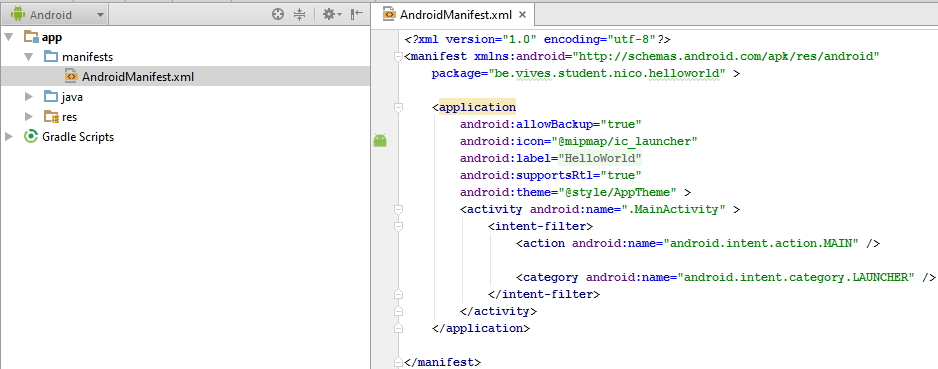 Android
app
manifests
AndroidManifest.xml
java
res
Gradle Scripts
AndroidManifest.xml
<?xml version="1.0" encoding="utf-8"?>
<manifest xmlns:android="http://schemas.android.com/apk/res/android"
package="be.vives.student.nico.helloworld" >
<application
android:allowBackup="true"
android:icon="@mipmap/ic_launcher"
android:label="HelloWorld"
android:supportsRtl="true"
android:theme="@style/AppTheme" >
<activity android:name=".MainActivity" >
<intent-filter>
<action android:name="android.intent.action.MAIN" />
<category android:name="android.intent.category.LAUNCHER" />
</intent-filter>
</activity>
</application>
</manifest>